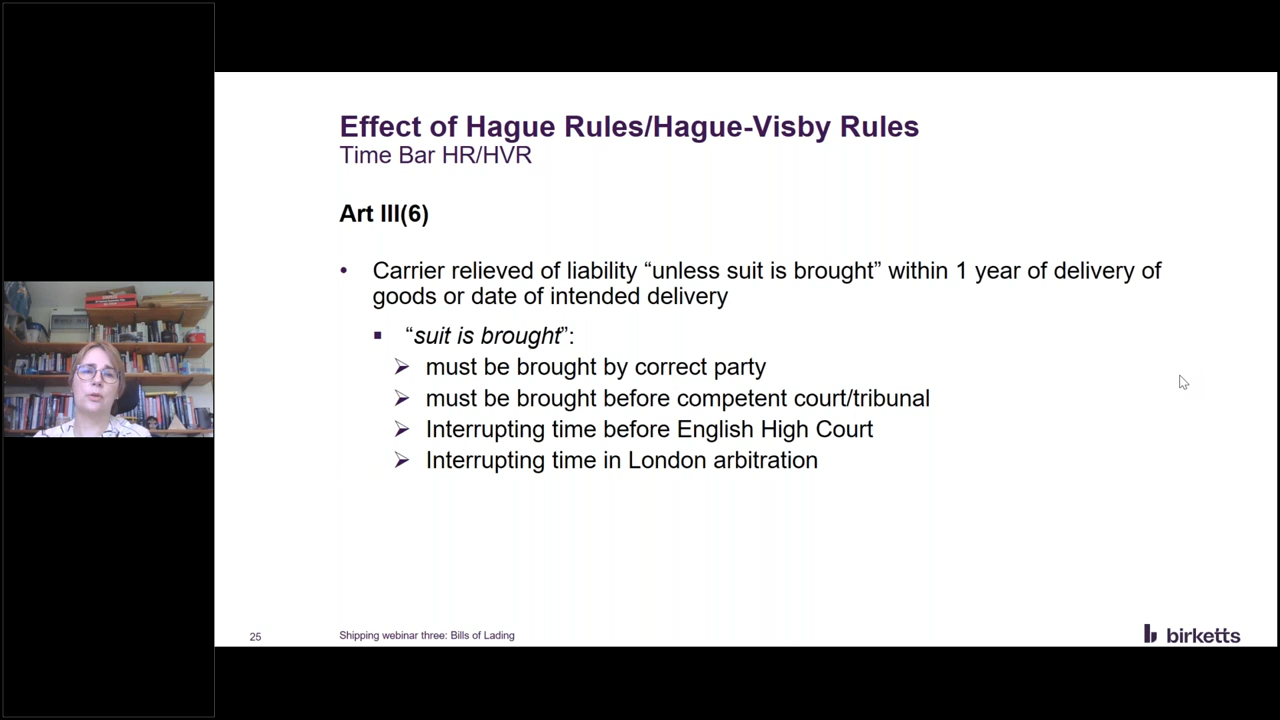 Effect of Hague Rules/Hague-Visby Rules
Time Bar HR/HVR
Art III(6)
• Carrier relieved of liability “unless suit is brought” within 1 year of delivery of
goods or date of intended delivery
▪ “suit is brought”:
➢ must be brought by correct party
➢ must be brought before competent court/tribunal
➢ Interrupting time before English High Court
➢ Interrupting time in London arbitration
25
Shipping webinar three: Bills of Lading
birketts